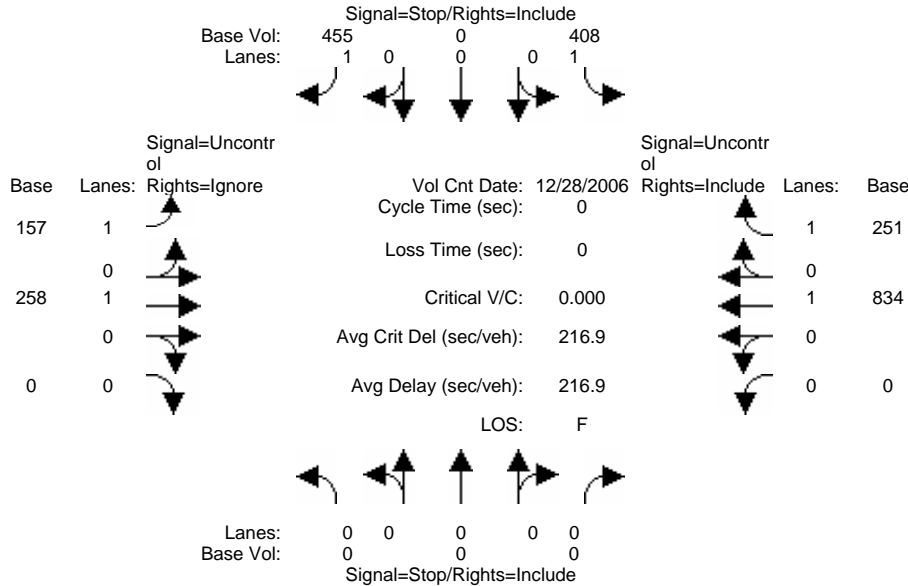 Signal=Stop/Rights=Include
Base Vol: 455 0 408
Lanes: 1 0 0 0 1
Signal=Uncontr
ol
Signal=Uncontr
ol
Base Lanes: Rights=Ignore Vol Cnt Date: 12/28/2006 Rights=Include Lanes: Base
Cycle Time (sec): 0
157 1 1 251
Loss Time (sec): 0
0 0
258 1 Critical V/C: 0.000 1 834
0 Avg Crit Del (sec/veh): 216.9 0
0 0 Avg Delay (sec/veh): 216.9 0 0
LOS: F
Lanes: 0 0 0 0 0
Base Vol: 0 0 0
Signal=Stop/Rights=Include